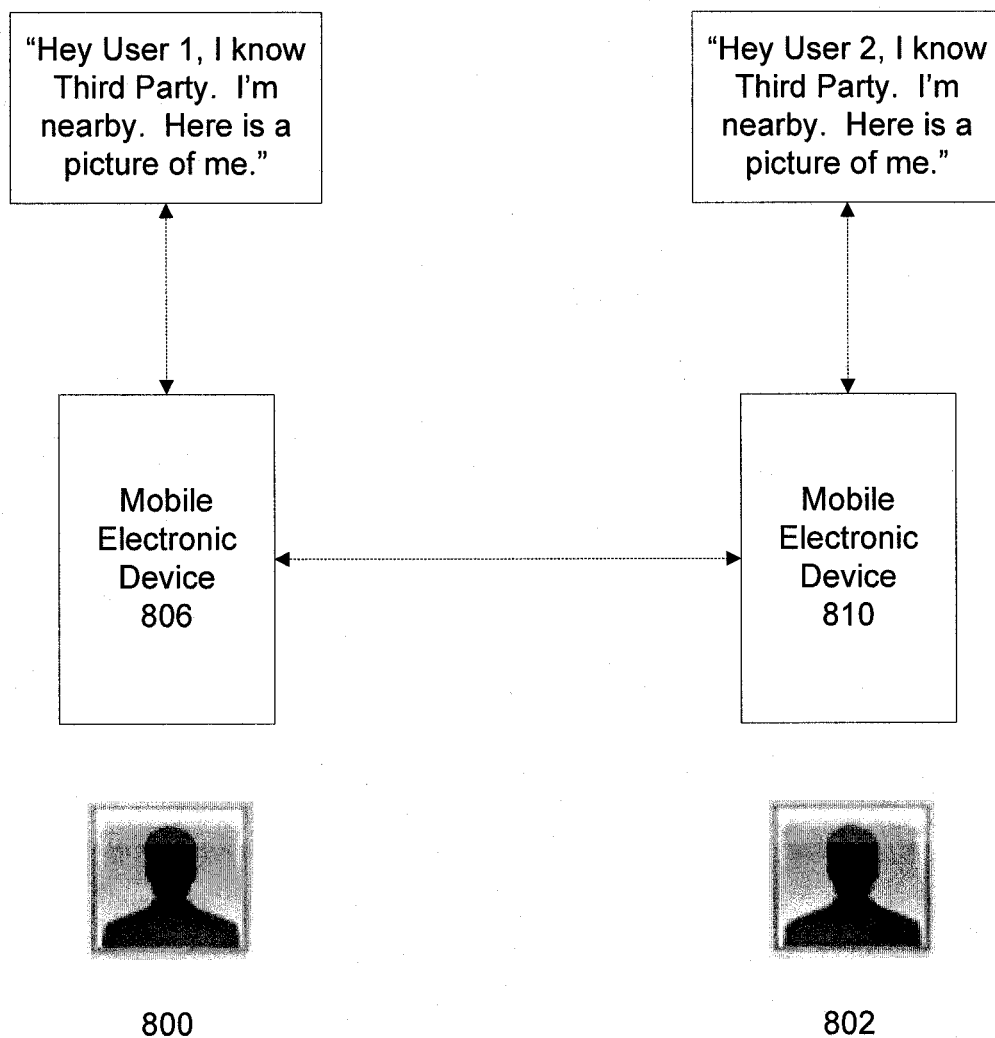 “Hey User 1, I know
Third Party.  I’m
nearby.  Here is a
picture of me.”
“Hey User 2, I know
Third Party.  I’m
nearby.  Here is a
picture of me.”
Mobile
Electronic
Device
806
Mobile
Electronic
Device
810
800
802